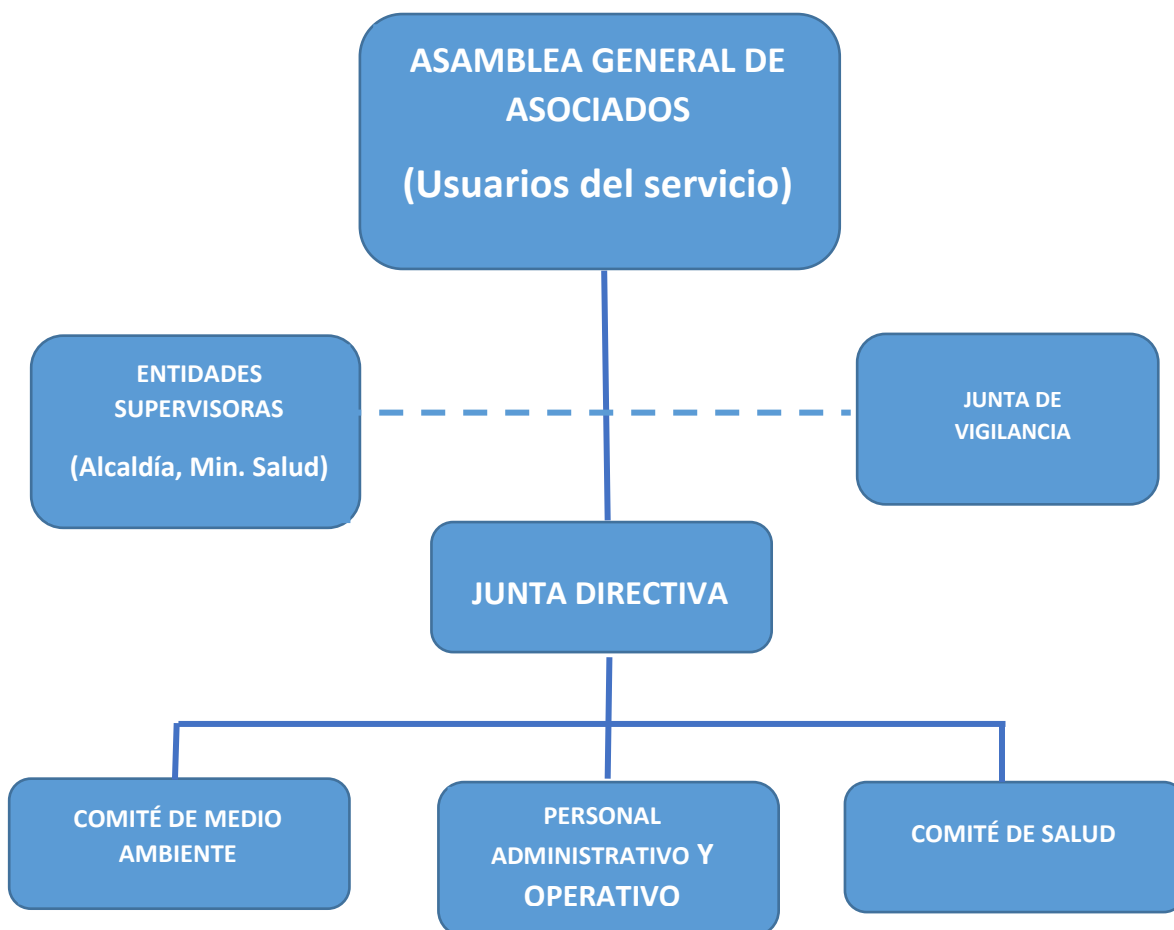 ASAMBLEA GENERAL DE
ASOCIADOS
(Usuarios del servicio)
ENTIDADES
SUPERVISORAS
(Alcaldía, Min. Salud)
JUNTA DE
VIGILANCIA
JUNTA DIRECTIVA
COMITÉ DE MEDIO
AMBIENTE
PERSONAL
ADMINISTRATIVO Y
OPERATIVO
COMITÉ DE SALUD